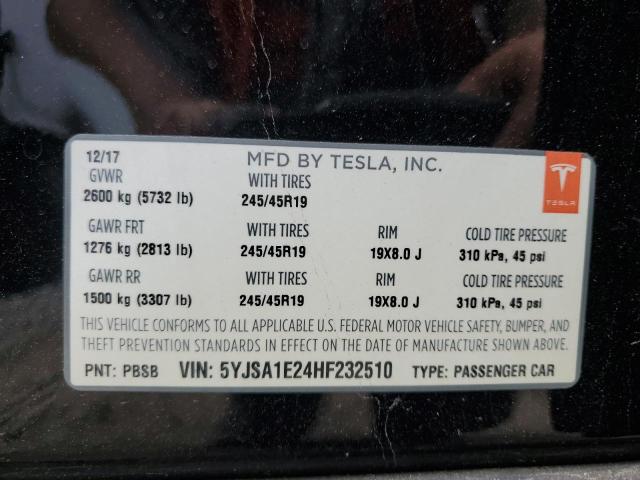 12/17 MFD BY TESLA, INC.
GVWR WITH TIRES
2600 kg (5732 lb) 245/45R19
TESLA
GAWR FRT WITH TIRES RIM COLD TIRE PRESSURE
1276 kg (2813 lb) 245/45R19 19X8.0 J 310 kPa, 45 psi
GAWR RR WITH TIRES RIM COLD TIRE PRESSURE
1500 kg (3307 lb) 245/45R19 19X8.0 J 310 kPa, 45 psi
THIS VEHICLE CONFORMS TO ALL APPLICABLE U.S. FEDERAL MOTOR VEHICLE SAFETY, BUMPER, AND
THEFT PREVENTION STANDARDS IN EFFECT ON THE DATE OF MANUFACTURE SHOWN ABOVE.
PNT: PBSB VIN: 5YJSA1E24HF232510 TYPE: PASSENGER CAR